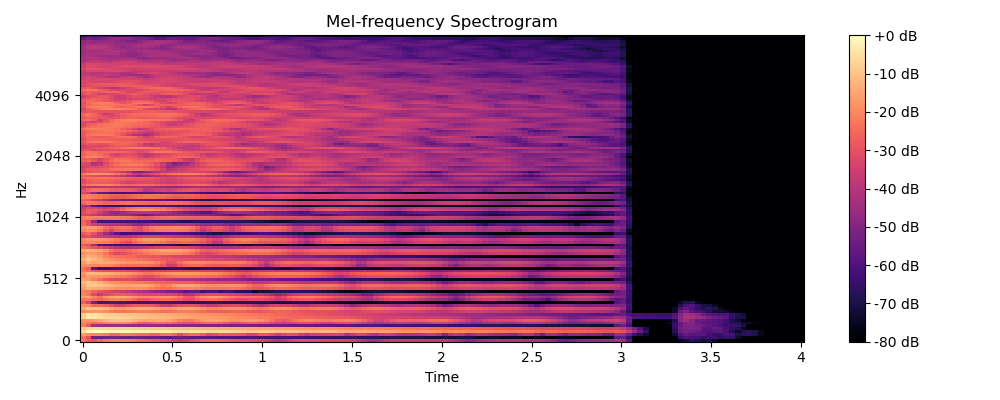 Mel-frequency Spectrogram
Hz
4096
2048
1024
512
0
0
0.5
1
1.5
2
2.5
3
3.5
4
Time
+0 dB
-10 dB
-20 dB
-30 dB
-40 dB
-50 dB
-60 dB
-70 dB
-80 dB